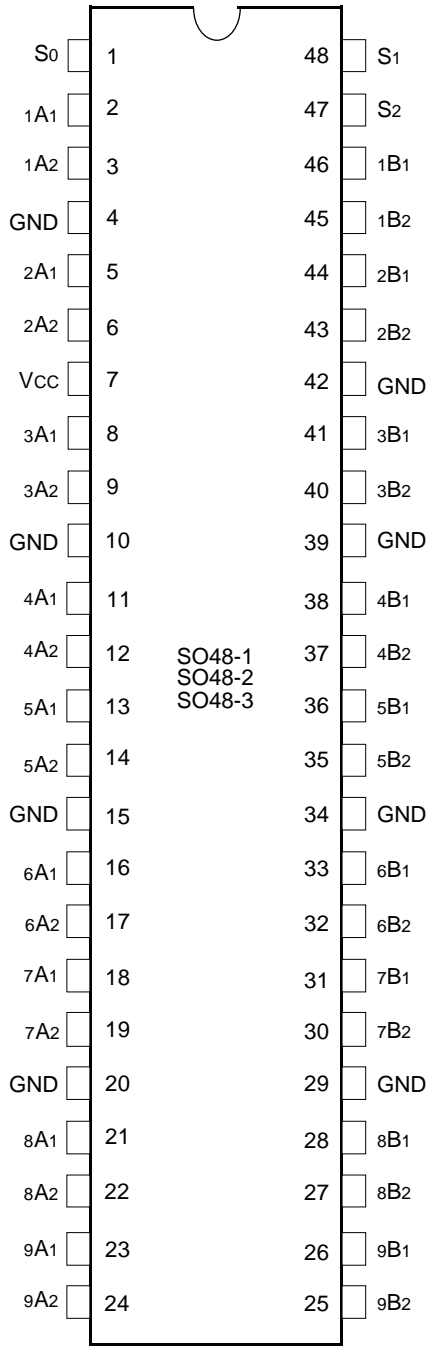 S0 1 48 S1
1A1 2 47 S2
1A2 3 46 1B1
GND 4 45 1B2
2A1 5 44 2B1
2A2 6 43 2B2
VCC 7 42 GND
3A1 8 41 3B1
3A2 9 40 3B2
GND 10 39 GND
4A1 11 38 4B1
4A2 12 37 4B2
SO48-1
SO48-2
SO48-3
5A1 13 36 5B1
5A2 14 35 5B2
GND 15 34 GND
6A1 16 33 6B1
6A2 17 32 6B2
7A1 18 31 7B1
7A2 19 30 7B2
GND 20 29 GND
8A1 21 28 8B1
8A2 22 27 8B2
9A1 23 26 9B1
9A2 24 25 9B2